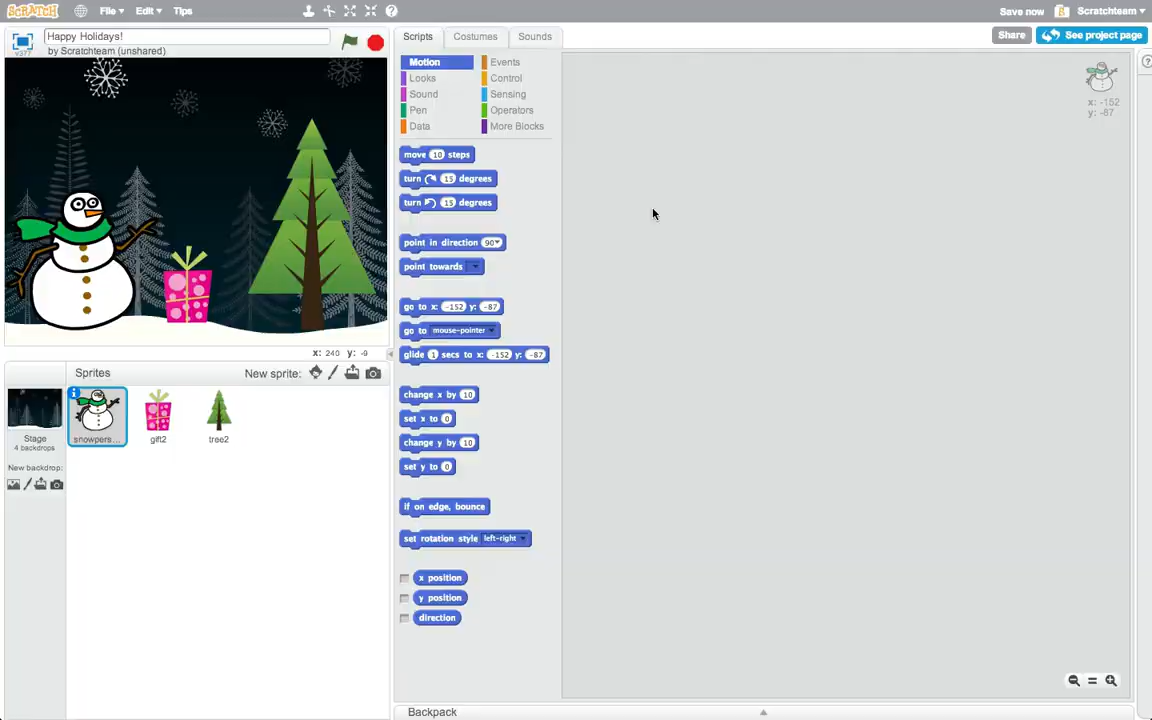 SCRATCH File Edit Tips Save now Scratchteam
Happy Holidays!
by Scratchteam (unshared)
v377
Scripts Costumes Sounds
Share See project page
Motion Events
Looks Control
Sound Sensing
Pen Operators
Data More Blocks
x: -152
y: -87
move 10 steps
turn 15 degrees
turn 15 degrees
point in direction 90
point towards
go to x: -152 y: -87
go to mouse-pointer
glide 1 secs to x: -152 y: -87
change x by 10
set x to 0
change y by 10
set y to 0
if on edge, bounce
set rotation style left-right
x position
y position
direction
x: 240 y: -9
Sprites New sprite:
Stage
4 backdrops
New backdrop:
snowpers...
gift2
tree2
Backpack